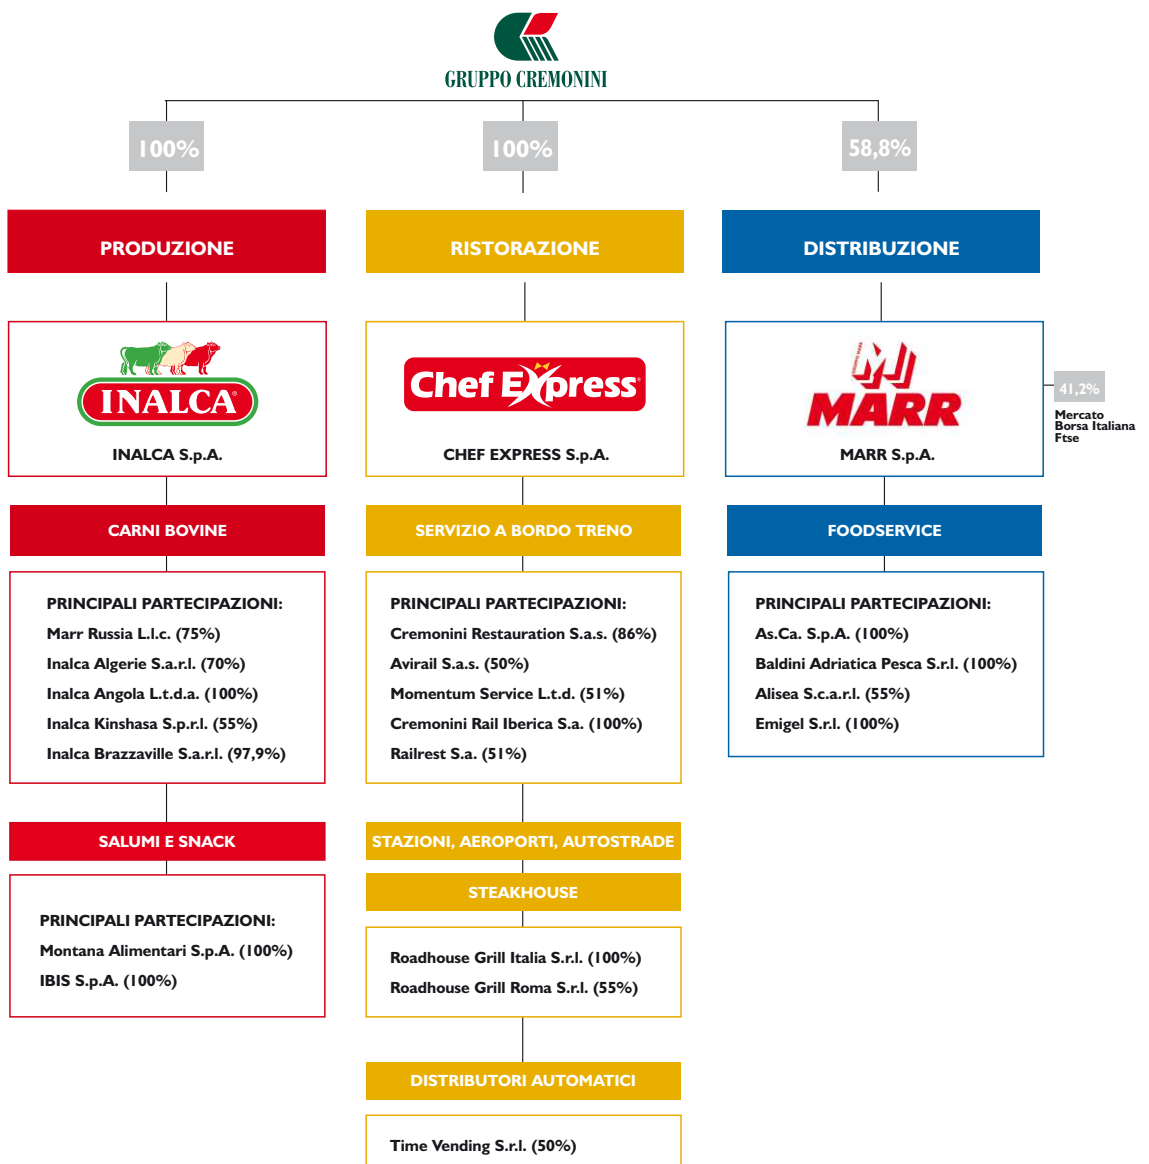 GRUPPO CREMONINI
100%
100%
58,8%
PRODUZIONE
RISTORAZIONE
DISTRIBUZIONE
INALCA
INALCA S.p.A.
Chef Express
CHEF EXPRESS S.p.A.
MARR
MARR S.p.A.
41,2%
Mercato
Borsa Italiana
Ftse
CARNI BOVINE
PRINCIPALI PARTECIPAZIONI:
Marr Russia L.l.c. (75%)
Inalca Algerie S.a.r.l. (70%)
Inalca Angola L.t.d.a. (100%)
Inalca Kinshasa S.p.r.l. (55%)
Inalca Brazzaville S.a.r.l. (97,9%)
SALUMI E SNACK
PRINCIPALI PARTECIPAZIONI:
Montana Alimentari S.p.A. (100%)
IBIS S.p.A. (100%)
SERVIZIO A BORDO TRENO
PRINCIPALI PARTECIPAZIONI:
Cremonini Restauration S.a.s. (86%)
Avirail S.a.s. (50%)
Momentum Service L.t.d. (51%)
Cremonini Rail Iberica S.a. (100%)
Railrest S.a. (51%)
STAZIONI, AEROPORTI, AUTOSTRADE
STEAKHOUSE
Roadhouse Grill Italia S.r.l. (100%)
Roadhouse Grill Roma S.r.l. (55%)
DISTRIBUTORI AUTOMATICI
Time Vending S.r.l. (50%)
FOODSERVICE
PRINCIPALI PARTECIPAZIONI:
As.Ca. S.p.A. (100%)
Baldini Adriatica Pesca S.r.l. (100%)
Alisea S.c.a.r.l. (55%)
Emigel S.r.l. (100%)